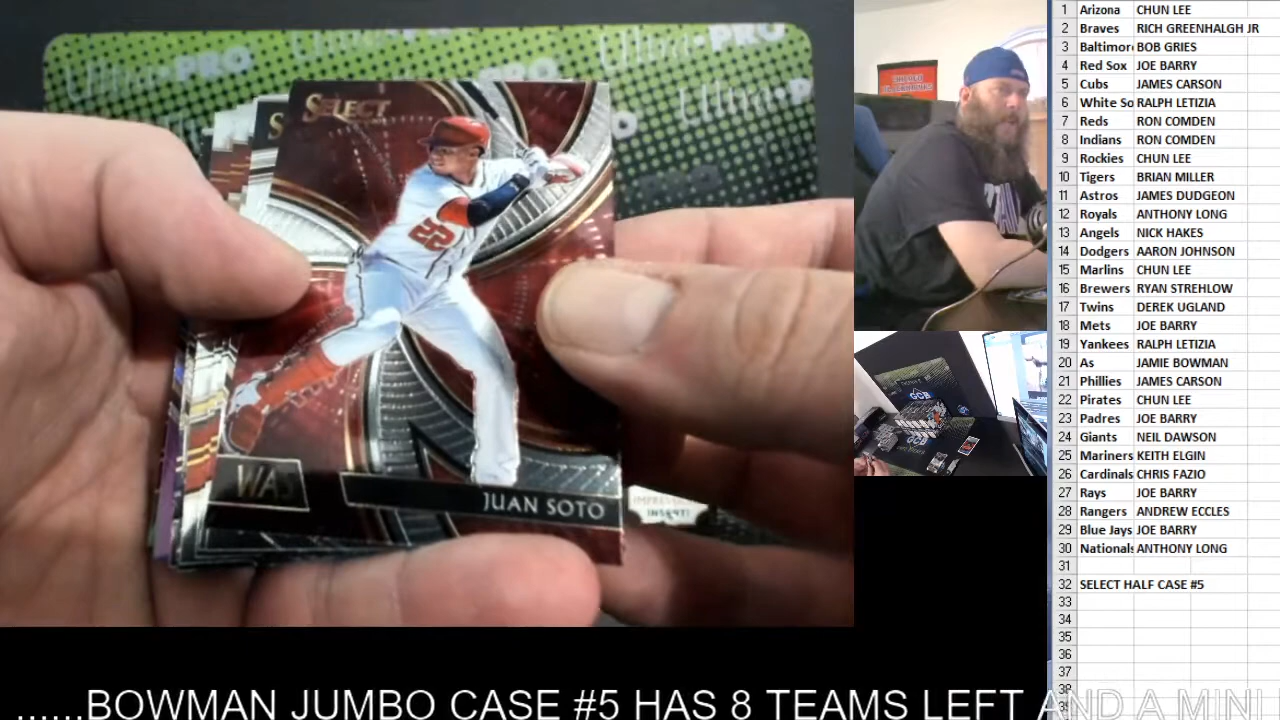 Ultra PRO
Ultra•PRO
SELECT
S
22
WAS
JUAN SOTO
GCB
GCB
1 Arizona CHUN LEE
2 Braves RICH GREENHALGH JR
3 Baltimor BOB GRIES
4 Red Sox JOE BARRY
5 Cubs JAMES CARSON
6 White So RALPH LETIZIA
7 Reds RON COMDEN
8 Indians RON COMDEN
9 Rockies CHUN LEE
10 Tigers BRIAN MILLER
11 Astros JAMES DUDGEON
12 Royals ANTHONY LONG
13 Angels NICK HAKES
14 Dodgers AARON JOHNSON
15 Marlins CHUN LEE
16 Brewers RYAN STREHLOW
17 Twins DEREK UGLAND
18 Mets JOE BARRY
19 Yankees RALPH LETIZIA
20 As JAMIE BOWMAN
21 Phillies JAMES CARSON
22 Pirates CHUN LEE
23 Padres JOE BARRY
24 Giants NEIL DAWSON
25 Mariners KEITH ELGIN
26 Cardinals CHRIS FAZIO
27 Rays JOE BARRY
28 Rangers ANDREW ECCLES
29 Blue Jays JOE BARRY
30 Nationals ANTHONY LONG
31
32 SELECT HALF CASE #5
33
34
35
36
37
38
39
......BOWMAN JUMBO CASE #5 HAS 8 TEAMS LEFT AND A MINI